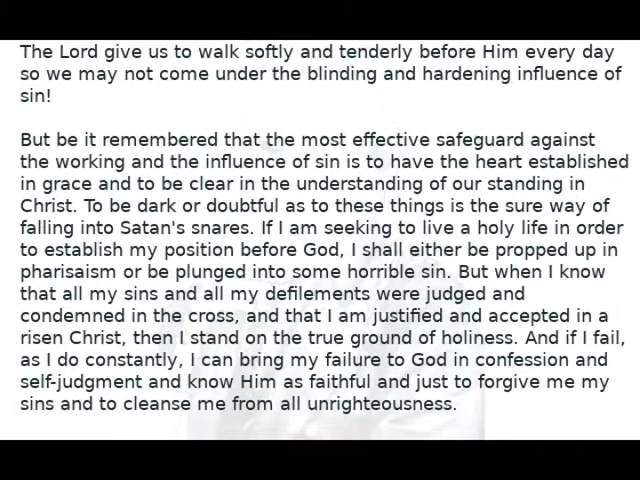 The Lord give us to walk softly and tenderly before Him every day
so we may not come under the blinding and hardening influence of
sin!
But be it remembered that the most effective safeguard against
the working and the influence of sin is to have the heart established
in grace and to be clear in the understanding of our standing in
Christ. To be dark or doubtful as to these things is the sure way of
falling into Satan's snares. If I am seeking to live a holy life in order
to establish my position before God, I shall either be propped up in
pharisaism or be plunged into some horrible sin. But when I know
that all my sins and all my defilements were judged and
condemned in the cross, and that I am justified and accepted in a
risen Christ, then I stand on the true ground of holiness. And if I fail,
as I do constantly, I can bring my failure to God in confession and
self-judgment and know Him as faithful and just to forgive me my
sins and to cleanse me from all unrighteousness.